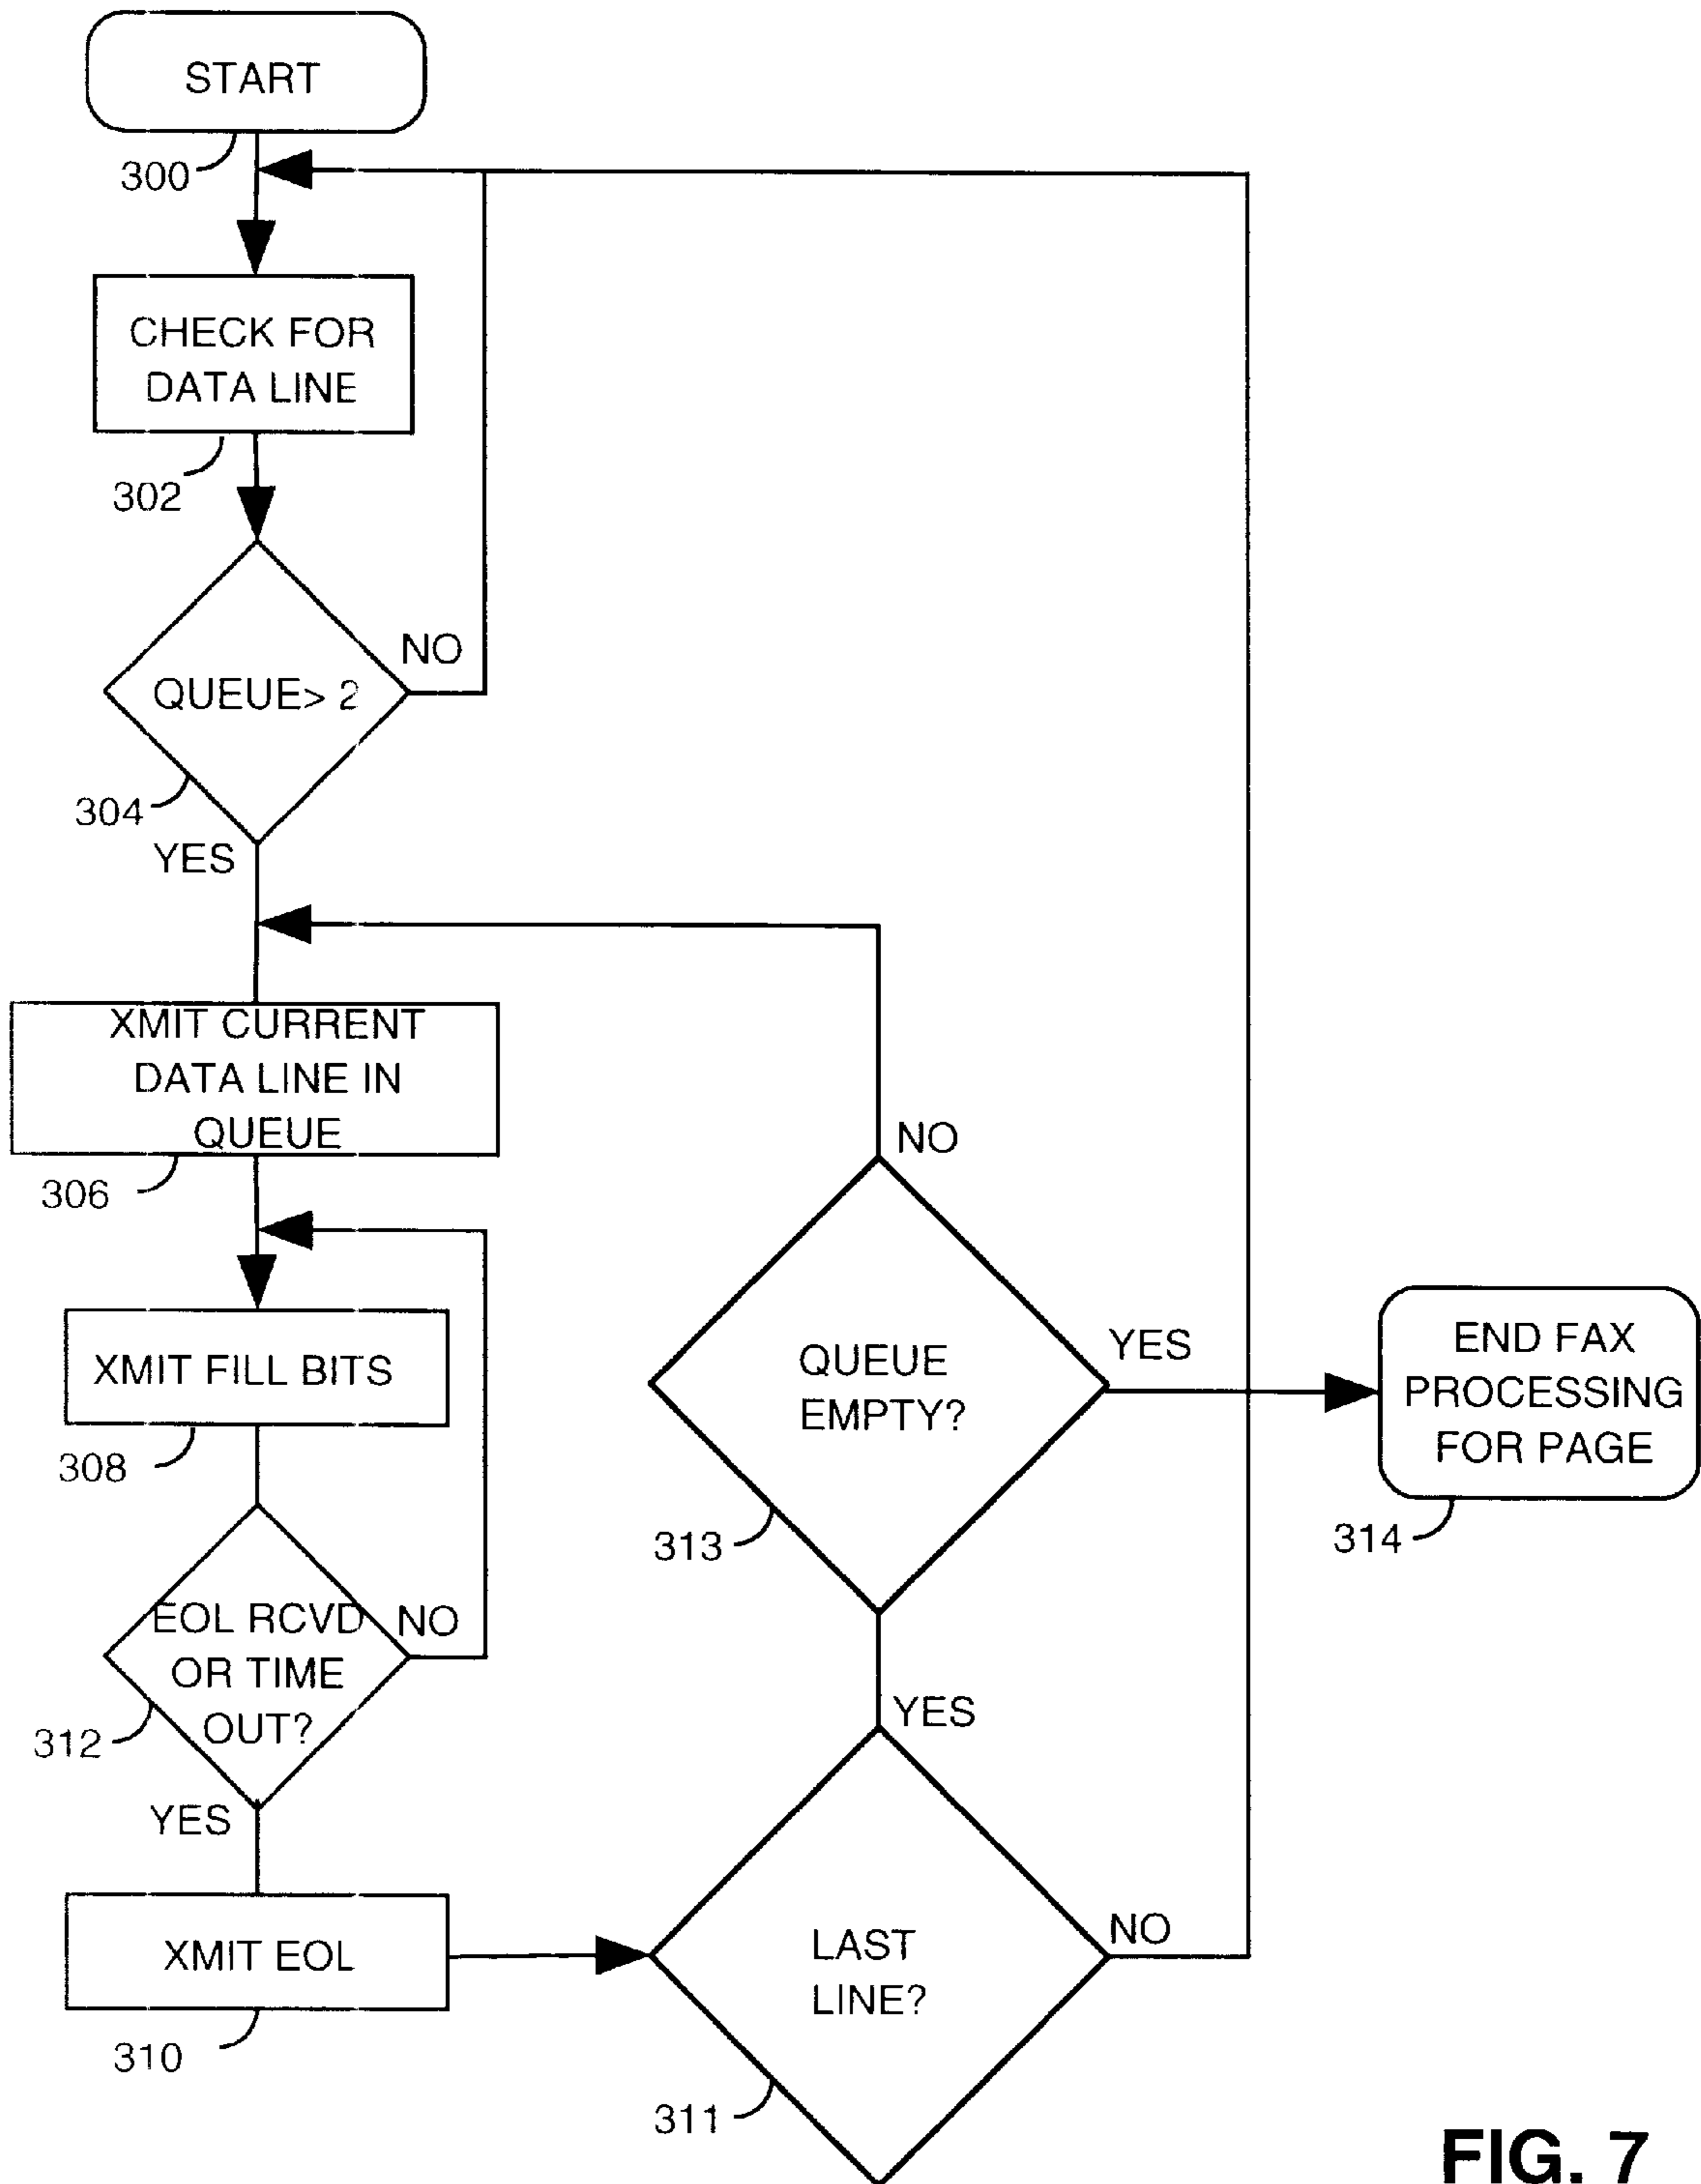 START
300
CHECK FOR
DATA LINE
302
NO
QUEUE> 2
304
YES
XMIT CURRENT
DATA LINE IN
QUEUE
306
NO
XMIT FILL BITS
308
QUEUE
EMPTY?
YES
END FAX
PROCESSING
FOR PAGE
313
314
EOL RCVD
OR TIME
OUT?
NO
312
YES
YES
XMIT EOL
310
LAST
LINE?
NO
311
FIG. 7